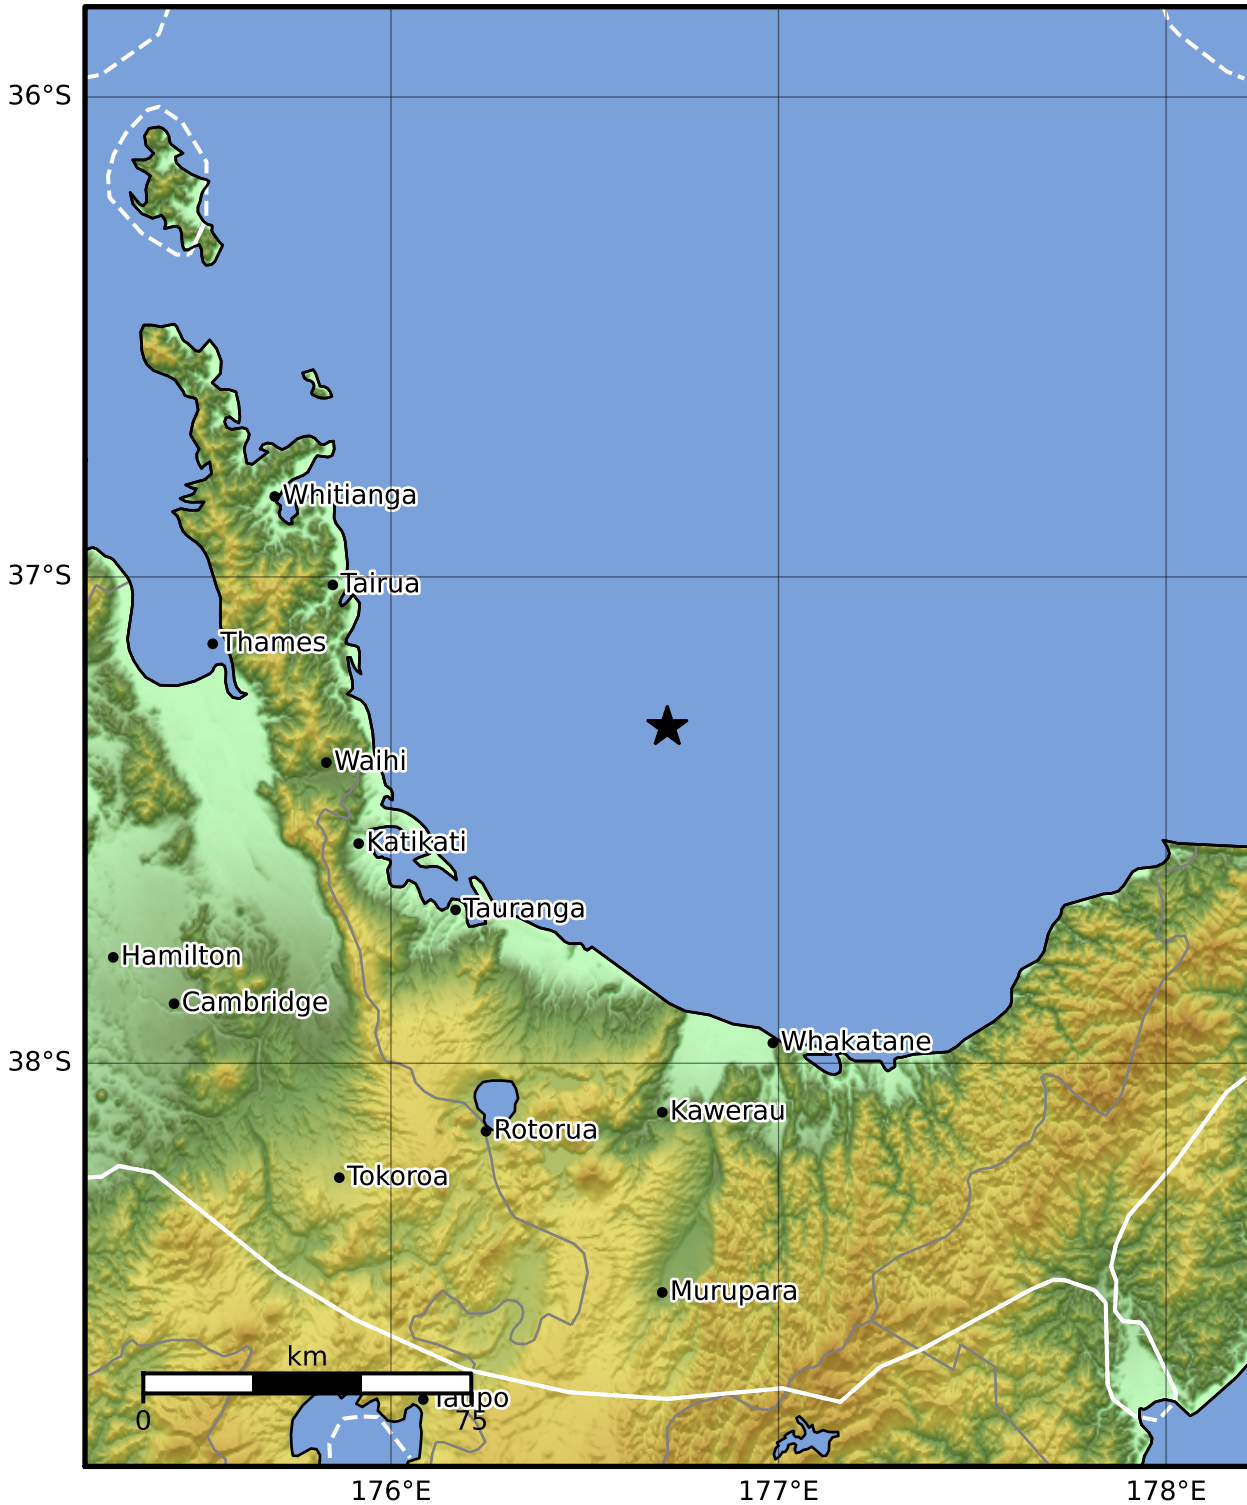 36°S
Whitianga
37°S
Tairua
Thames
Waihi
Katikati
Tauranga
Hamilton
Cambridge
Whakatane
38°S
Kawerau
Rotorua
Tokoroa
Murupara
km
Taupo
0 75
176°E 177°E 178°E